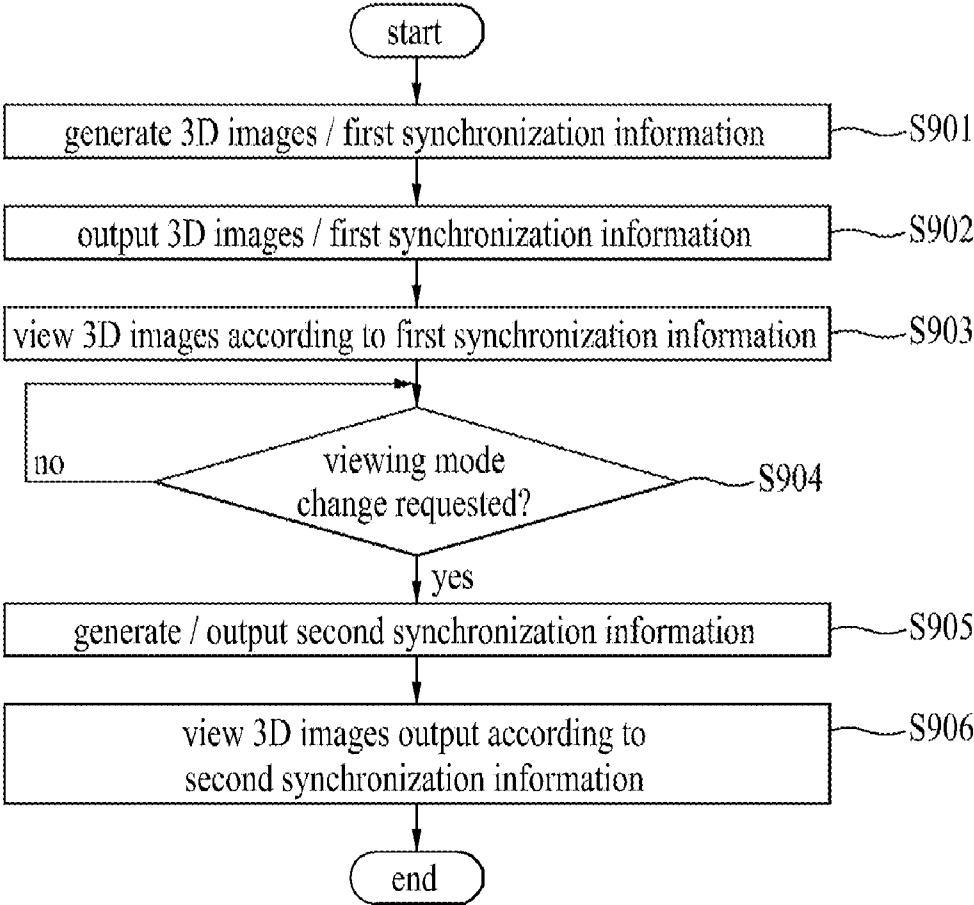 start
generate 3D images / first synchronization information
S901
output 3D images / first synchronization information
S902
view 3D images according to first synchronization information
S903
no
viewing mode
change requested?
S904
yes
generate / output second synchronization information
S905
view 3D images output according to
second synchronization information
S906
end